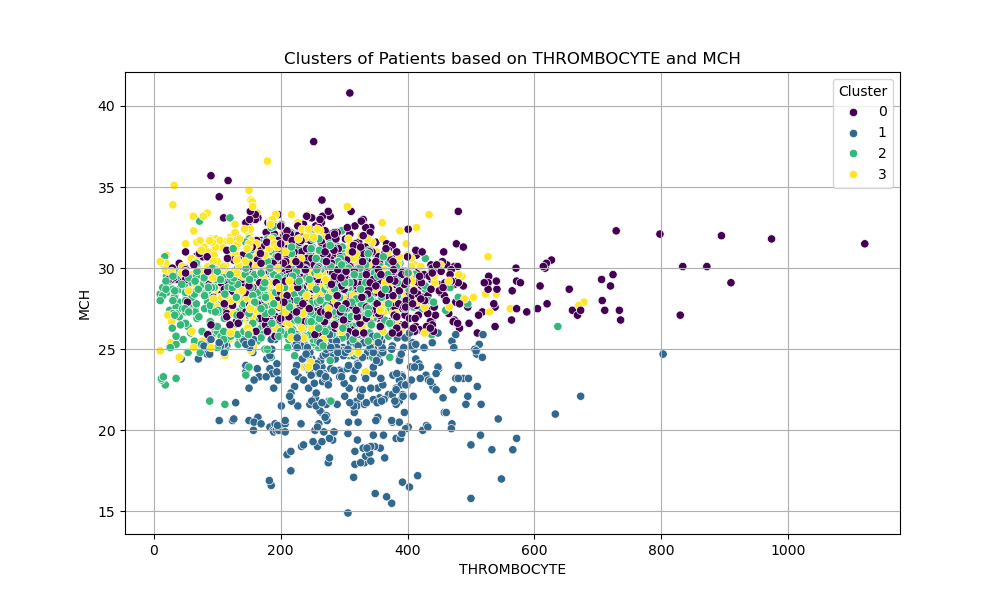 Clusters of Patients based on THROMBOCYTE and MCH
Cluster
0
1
2
3
40
35
30
25
20
15
MCH
0 200 400 600 800 1000
THROMBOCYTE